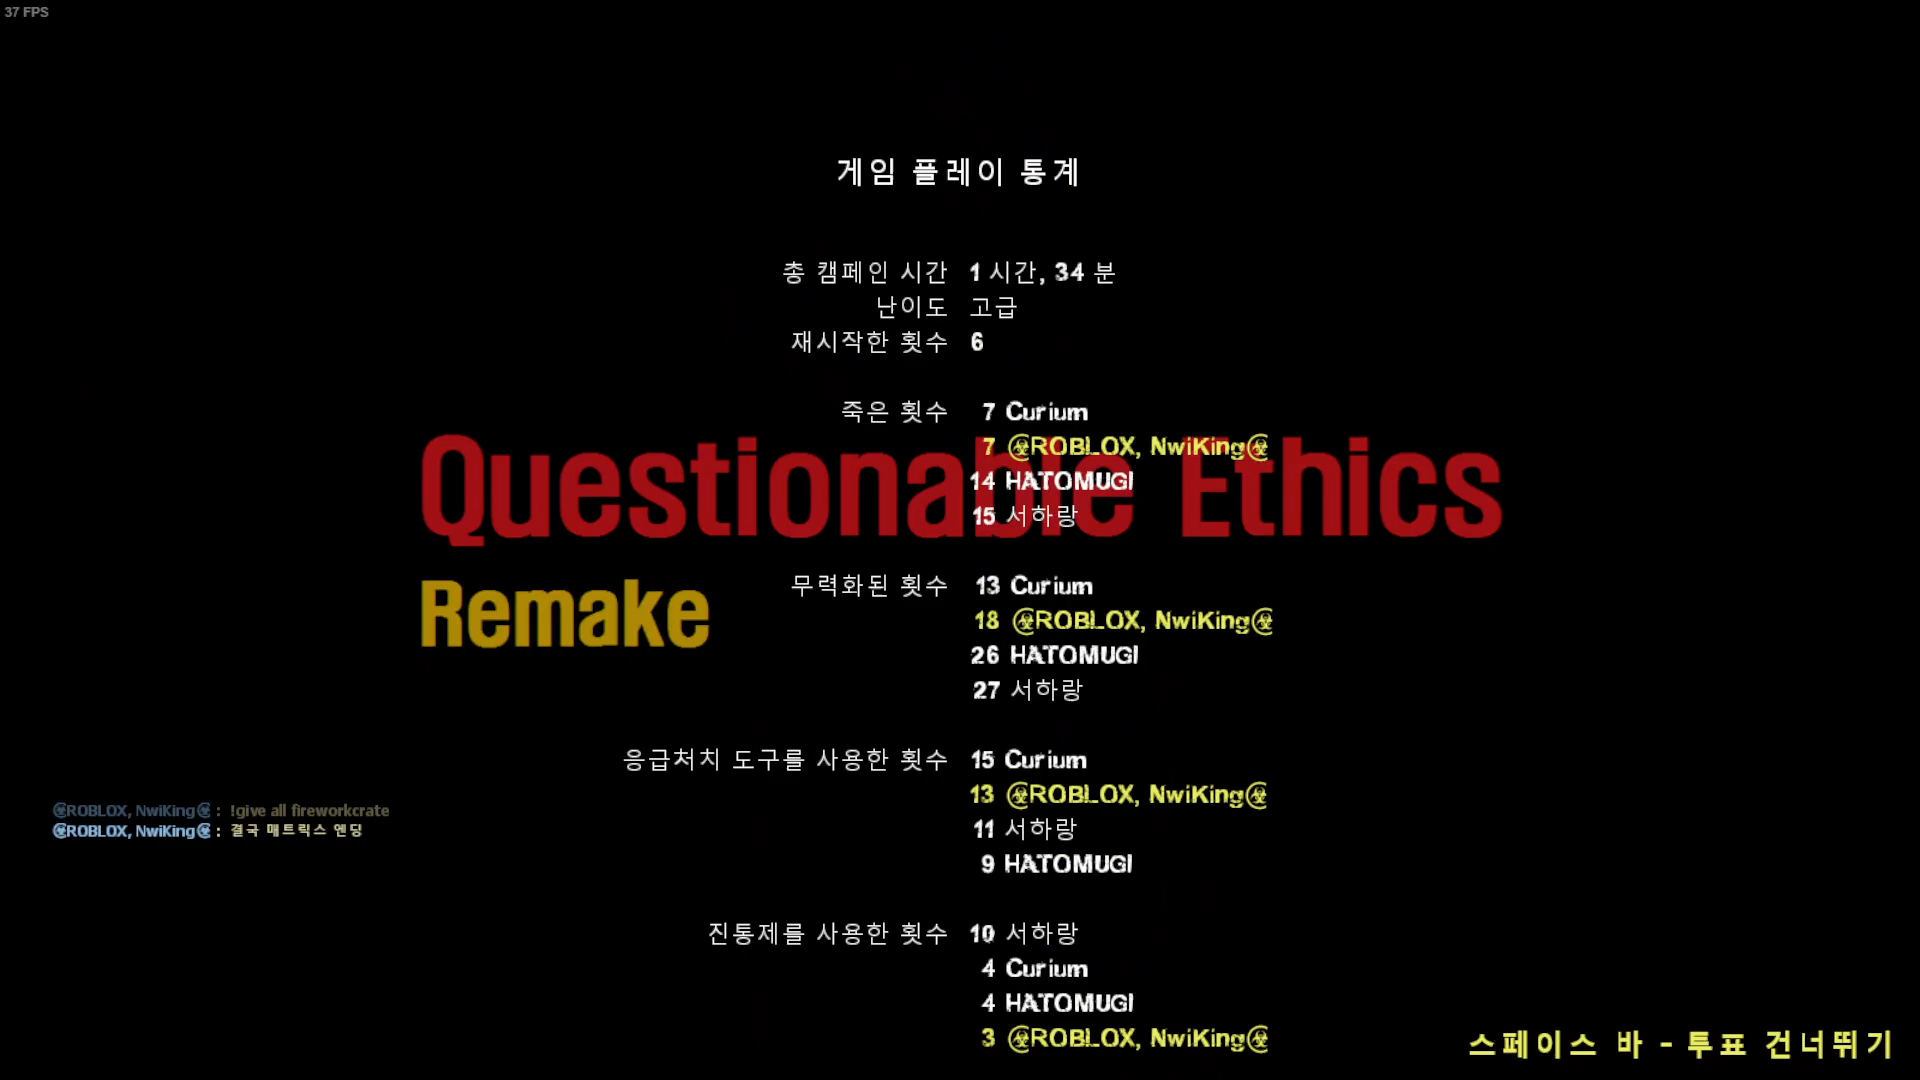 37 FPS
게임 플레이 통계
총 캠페인 시간 1 시간, 34 분
난이도 고급
재시작한 횟수 6
죽은 횟수 7 Curium
7 @ROBLOX, NwiKing@
14 HATOMUGI
15 서하랑
Questionable Ethics
Remake
무력화된 횟수 13 Curium
18 @ROBLOX, NwiKing@
26 HATOMUGI
27 서하랑
응급처치 도구를 사용한 횟수 15 Curium
13 @ROBLOX, NwiKing@
11 서하랑
9 HATOMUGI
@ROBLOX, NwiKing@ : !give all fireworkcrate
@ROBLOX, NwiKing@ : 결국 매트릭스 엔딩
진통제를 사용한 횟수 10 서하랑
4 Curium
4 HATOMUGI
3 @ROBLOX, NwiKing@
스페이스 바 - 투표 건너뛰기